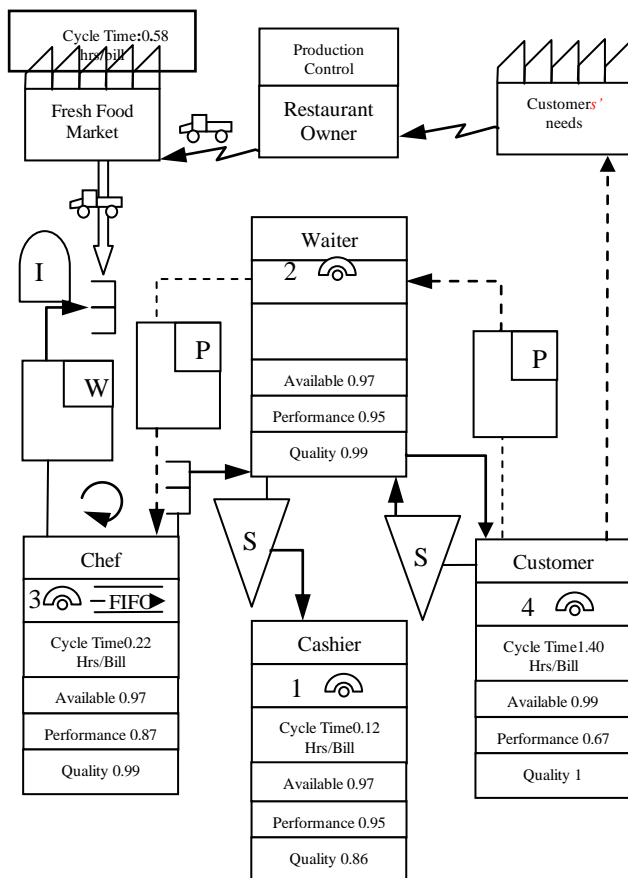 Cycle Time:0.58
hrs/bill
Fresh Food
Market
Production
Control
Restaurant
Owner
Customers'
needs
I
W
P
Waiter
2
Available 0.97
Performance 0.95
Quality 0.99
P
S
S
Chef
3
FIFO
Cycle Time0.22
Hrs/Bill
Available 0.97
Performance 0.87
Quality 0.99
Cashier
1
Cycle Time0.12
Hrs/Bill
Available 0.97
Performance 0.95
Quality 0.86
Customer
4
Cycle Time1.40
Hrs/Bill
Available 0.99
Performance 0.67
Quality 1